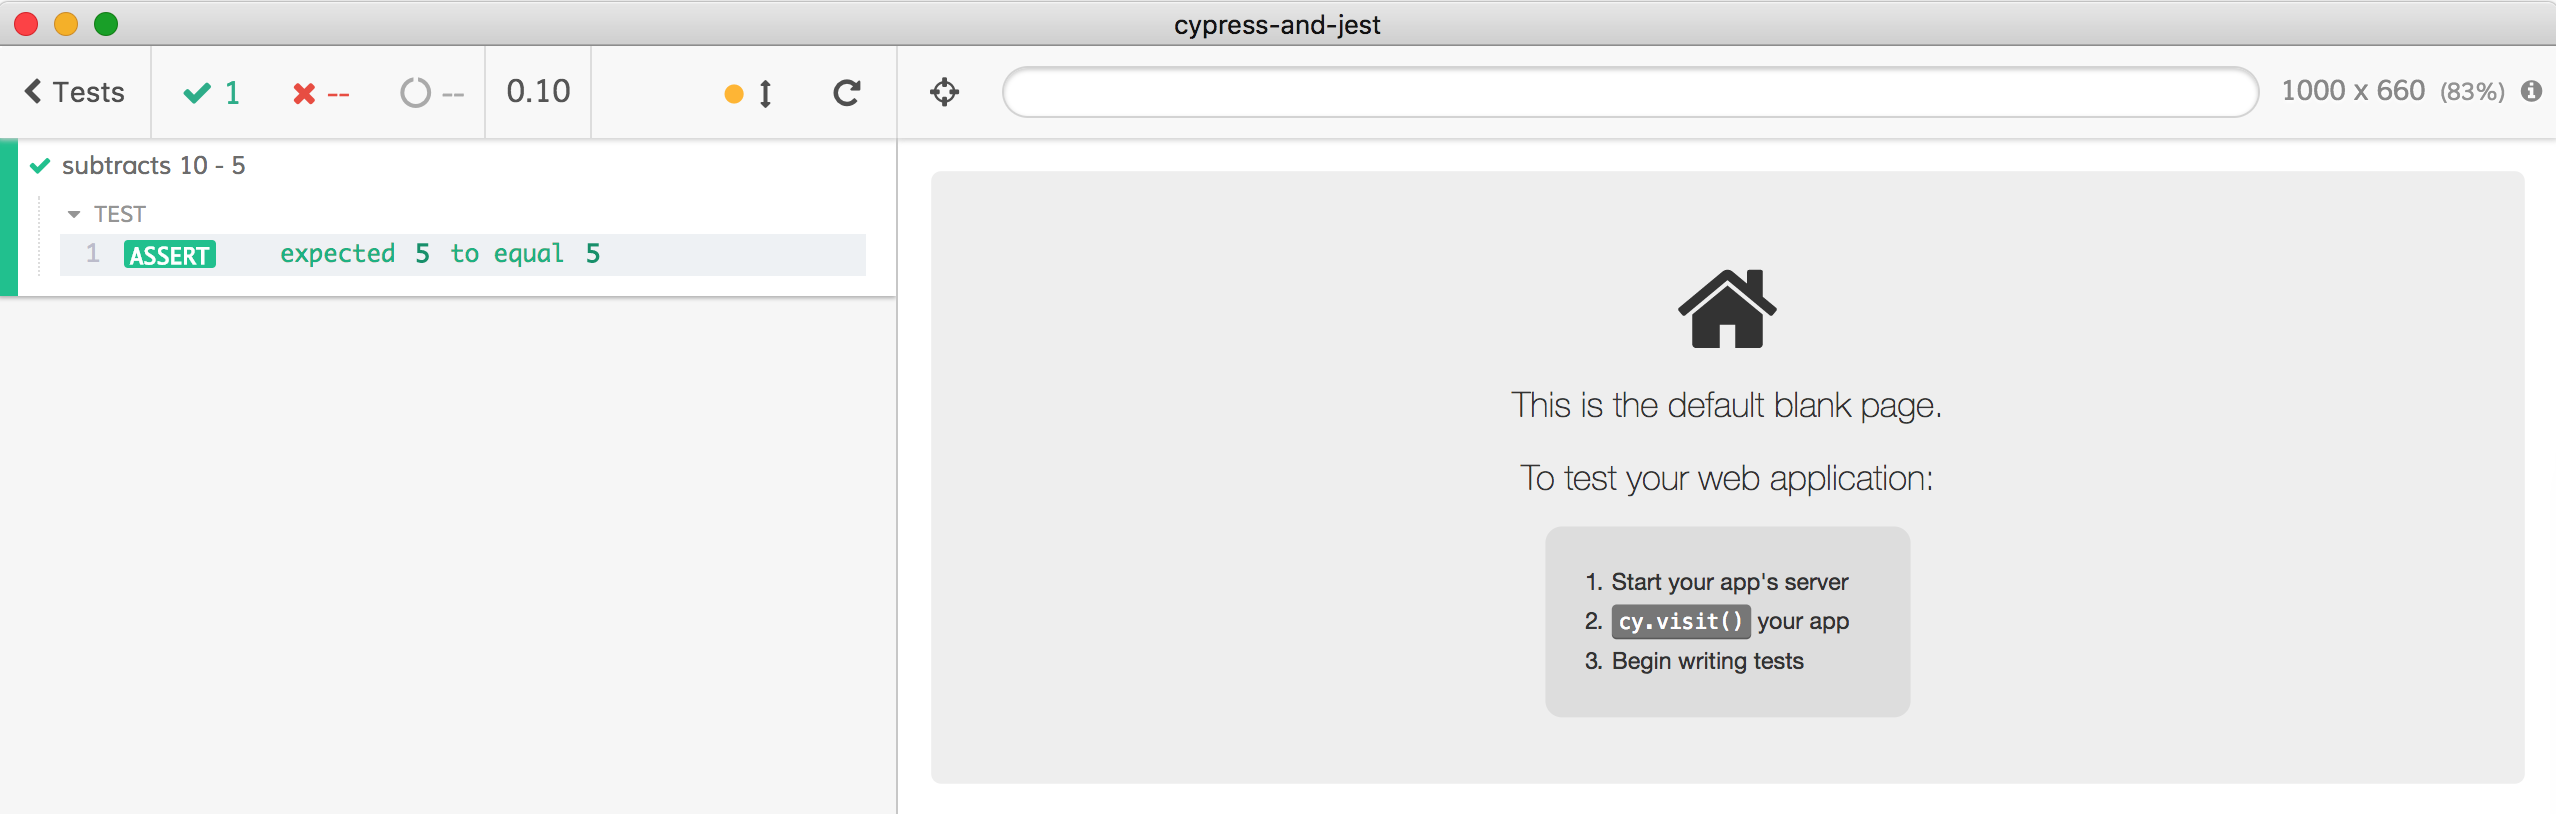 cypress-and-jest
Tests 1 -- -- 0.10 1000 x 660 (83%)
subtracts 10 - 5
TEST
1 ASSERT expected 5 to equal 5
This is the default blank page.
To test your web application:
1. Start your app's server
2. cy.visit() your app
3. Begin writing tests